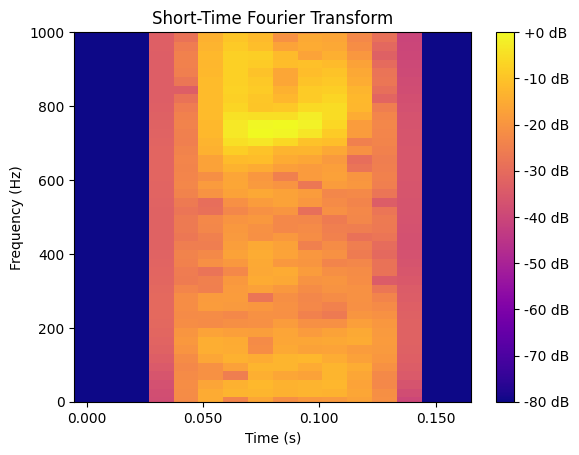 Short-Time Fourier Transform
1000
800
600
400
200
0
Frequency (Hz)
0.000
0.050
0.100
0.150
Time (s)
+0 dB
-10 dB
-20 dB
-30 dB
-40 dB
-50 dB
-60 dB
-70 dB
-80 dB